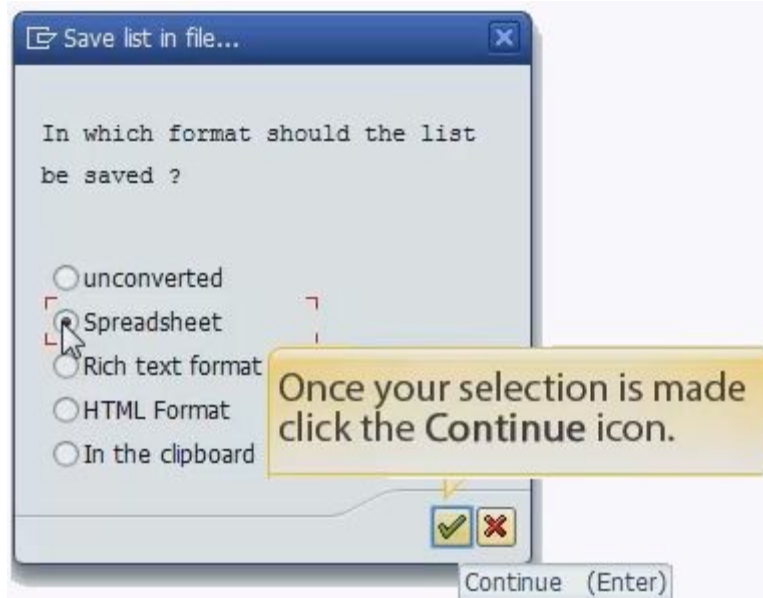 Save list in file...
In which format should the list
be saved ?
unconverted
Spreadsheet
Rich text format
HTML Format
In the clipboard
Once your selection is made
click the Continue icon.
Continue (Enter)